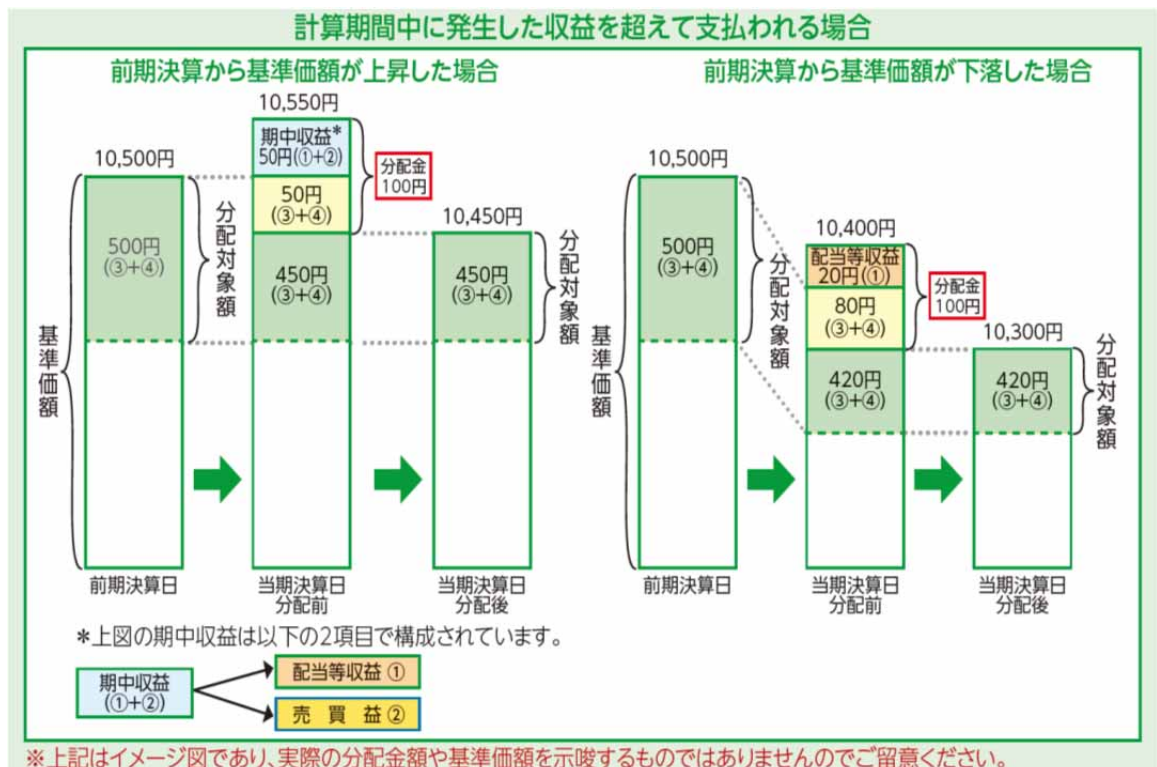 計算期間中に発生した収益を超えて支払われる場合
前期決算から基準価額が上昇した場合
10,500円
500円
(③+④)
分配対象額
基準価額
前期決算日
10,550円
期中収益*
50円(①+②)
50円
(③+④)
450円
(③+④)
分配金
100円
当期決算日
分配前
10,450円
450円
(③+④)
分配対象額
当期決算日
分配後
*上図の期中収益は以下の2項目で構成されています。
期中収益
(①+②)
配当等収益 ①
売 買 益 ②
前期決算から基準価額が下落した場合
10,500円
500円
(③+④)
分配対象額
基準価額
前期決算日
10,400円
配当等収益
20円(①)
80円
(③+④)
420円
(③+④)
分配金
100円
当期決算日
分配前
10,300円
420円
(③+④)
分配対象額
当期決算日
分配後
※上記はイメージ図であり、実際の分配金額や基準価額を示唆するものではありませんのでご留意ください。